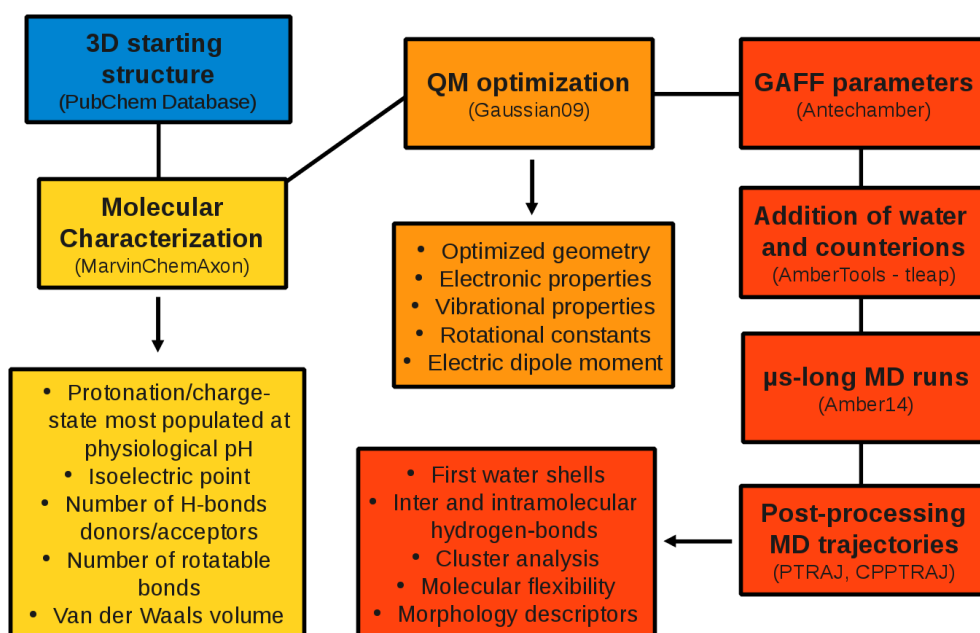 3D starting
structure
(PubChem Database)
Molecular
Characterization
(MarvinChemAxon)
• Protonation/charge-
state most populated at
physiological pH
• Isoelectric point
• Number of H-bonds
donors/acceptors
• Number of rotatable
bonds
• Van der Waals volume
QM optimization
(Gaussian09)
• Optimized geometry
• Electronic properties
• Vibrational properties
• Rotational constants
• Electric dipole moment
GAFF parameters
(Antechamber)
Addition of water
and counterions
(AmberTools - tleap)
μs-long MD runs
(Amber14)
Post-processing
MD trajectories
(PTRAJ, CPPTRAJ)
• First water shells
• Inter and intramolecular
hydrogen-bonds
• Cluster analysis
• Molecular flexibility
• Morphology descriptors